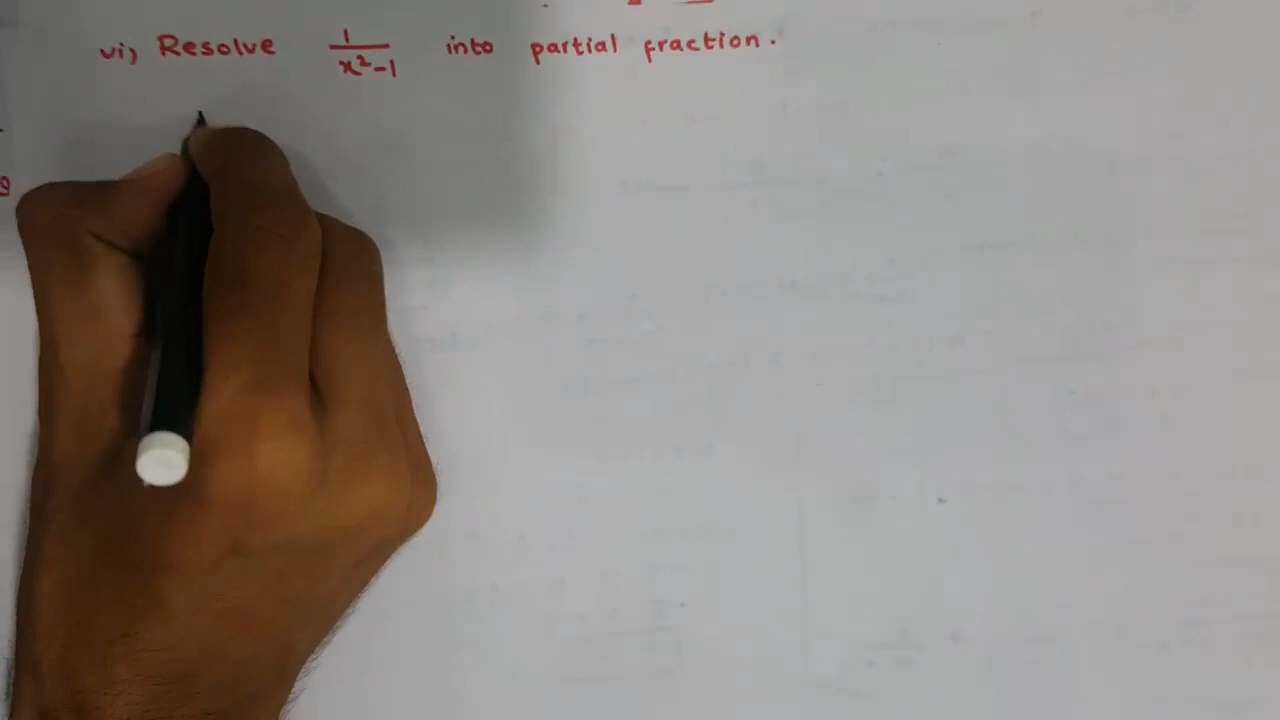 vi) Resolve 1/(x²-1) into partial fraction.